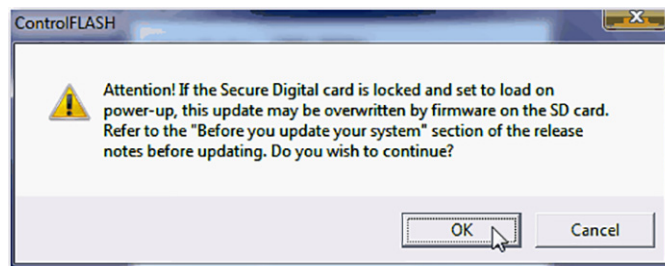 ControlFLASH
Attention! If the Secure Digital card is locked and set to load on
power-up, this update may be overwritten by firmware on the SD card.
Refer to the "Before you update your system" section of the release
notes before updating. Do you wish to continue?
OK
Cancel